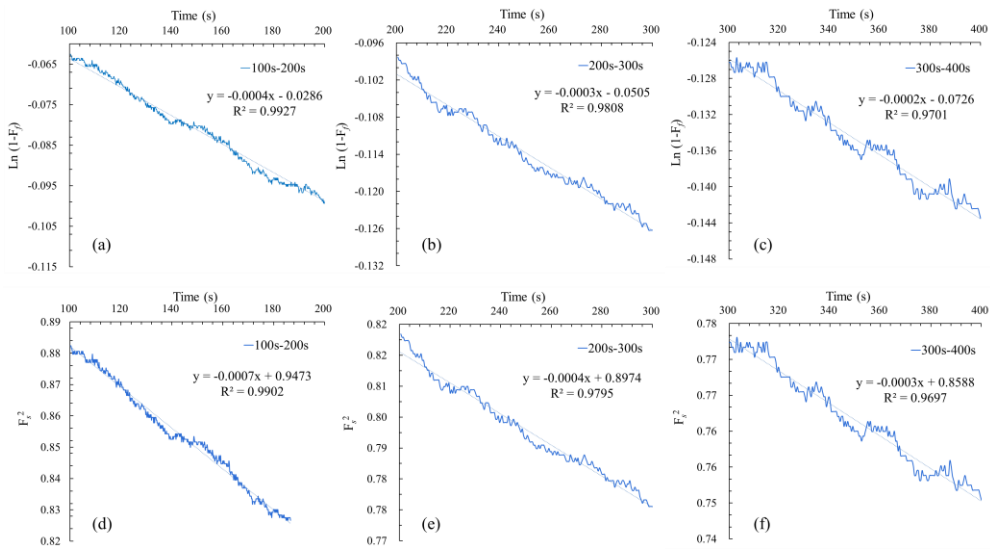 Time (s)
100 120 140 160 180 200
-0.065
-0.075
-0.085
-0.095
-0.105
-0.115
Ln (1-Ff)
100s-200s
y = -0.0004x - 0.0286
R² = 0.9927
(a)
Time (s)
200 220 240 260 280 300
-0.096
-0.102
-0.108
-0.114
-0.120
-0.126
-0.132
Ln (1-Ff)
200s-300s
y = -0.0003x - 0.0505
R² = 0.9808
(b)
Time (s)
300 320 340 360 380 400
-0.124
-0.128
-0.132
-0.136
-0.140
-0.144
-0.148
Ln (1-Ff)
300s-400s
y = -0.0002x - 0.0726
R² = 0.9701
(c)
Time (s)
100 120 140 160 180 200
0.89
0.88
0.87
0.86
0.85
0.84
0.83
0.82
Fs²
100s-200s
y = -0.0007x + 0.9473
R² = 0.9902
(d)
Time (s)
200 220 240 260 280 300
0.82
0.82
0.81
0.80
0.79
0.78
0.77
Fs²
200s-300s
y = -0.0004x + 0.8974
R² = 0.9795
(e)
Time (s)
300 320 340 360 380 400
0.78
0.77
0.77
0.76
0.76
0.75
0.74
Fs²
300s-400s
y = -0.0003x + 0.8588
R² = 0.9697
(f)